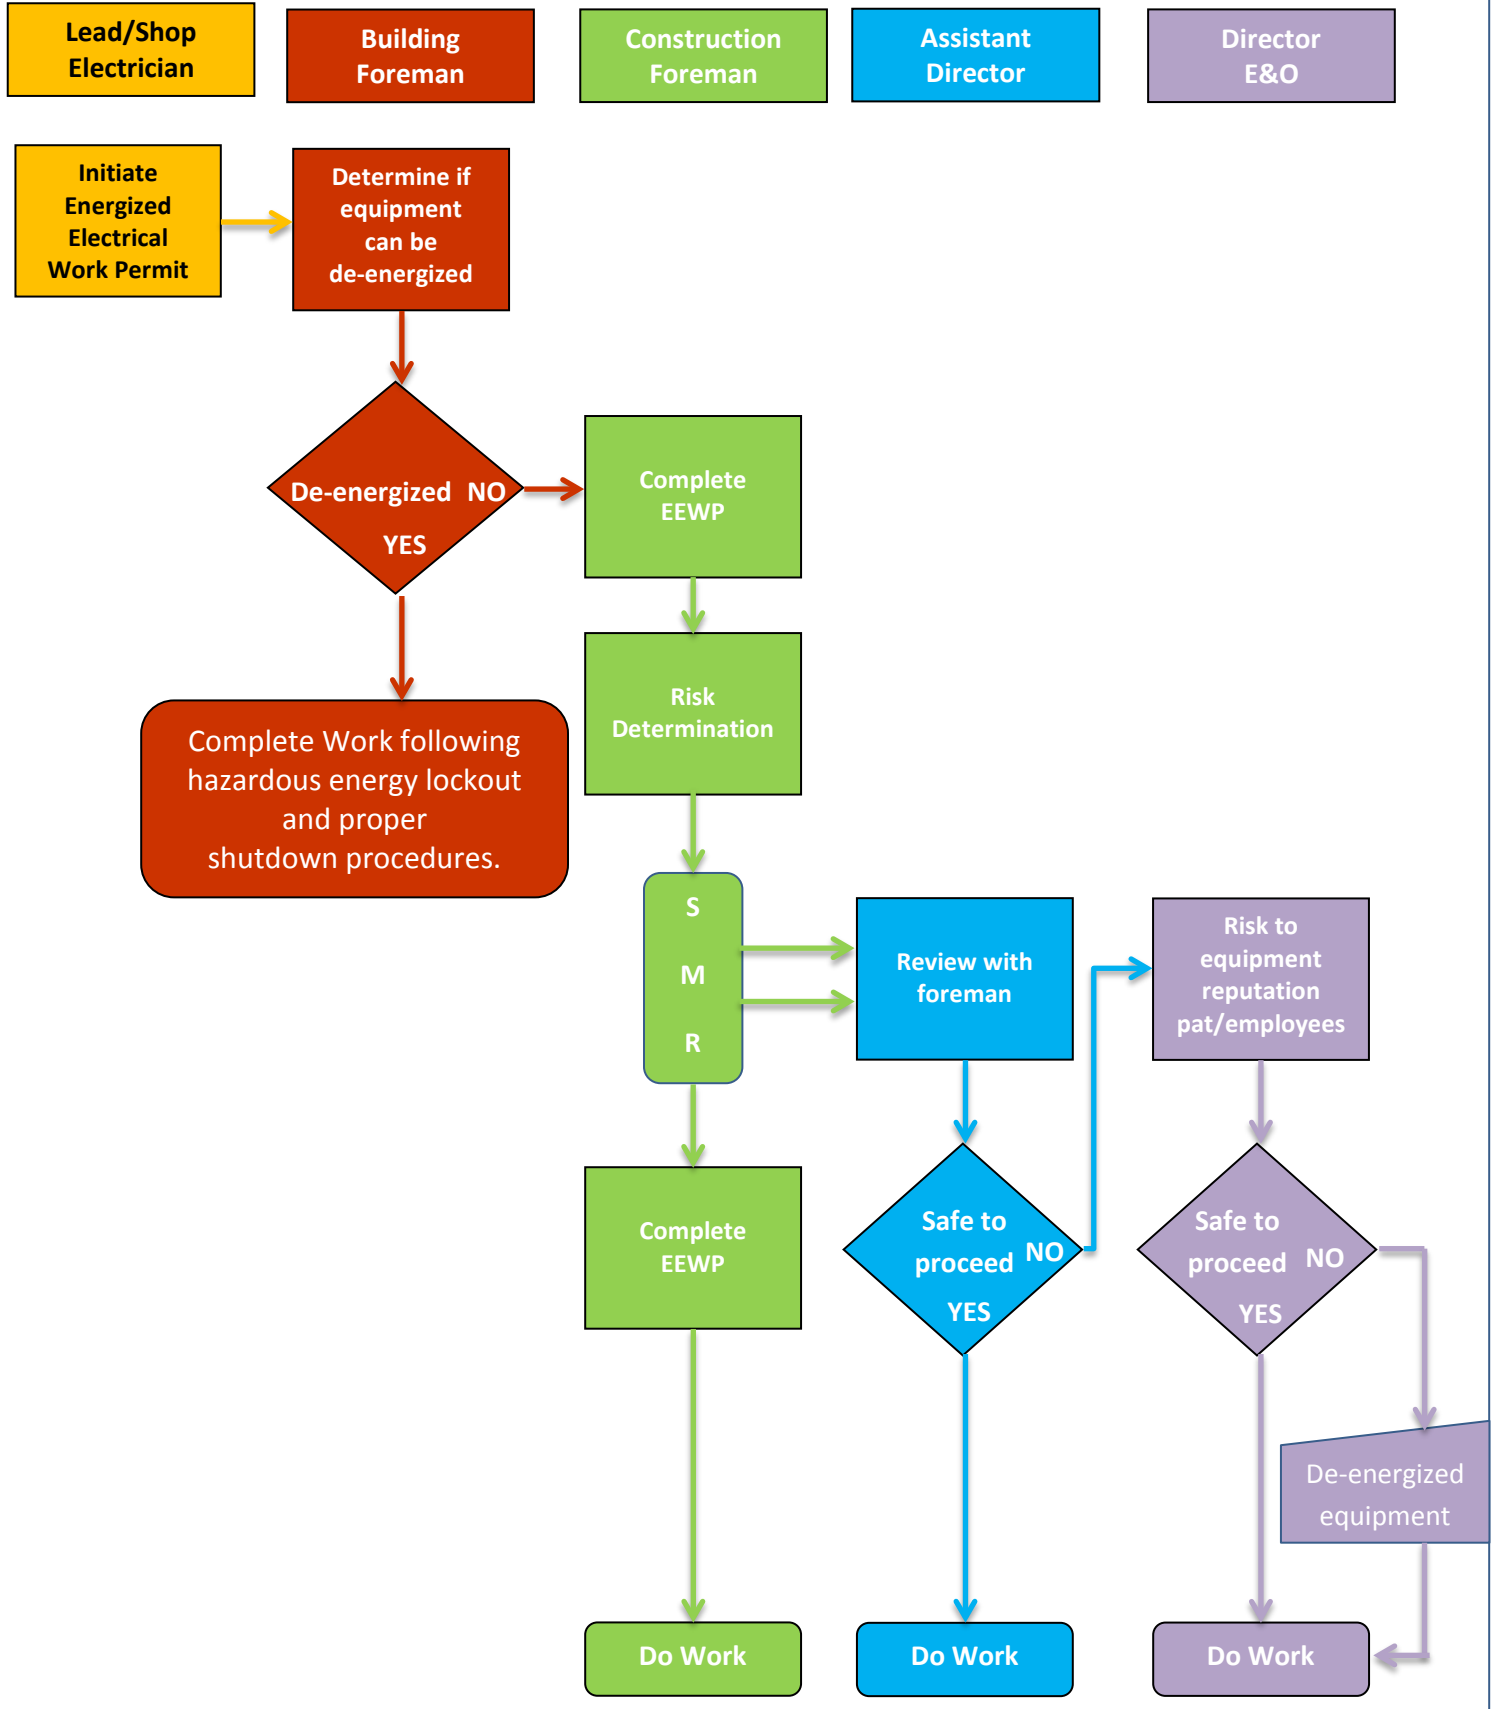 Lead/Shop
Electrician
Building
Foreman
Construction
Foreman
Assistant
Director
Director
E&O
Initiate
Energized
Electrical
Work Permit
Determine if
equipment
can be
de-energized
De-energized NO
YES
Complete
EEWP
Risk
Determination
Complete Work following
hazardous energy lockout
and proper
shutdown procedures.
S
M
R
Review with
foreman
Risk to
equipment
reputation
pat/employees
Complete
EEWP
Safe to
proceed NO
YES
Safe to
proceed NO
YES
De-energized
equipment
Do Work
Do Work
Do Work